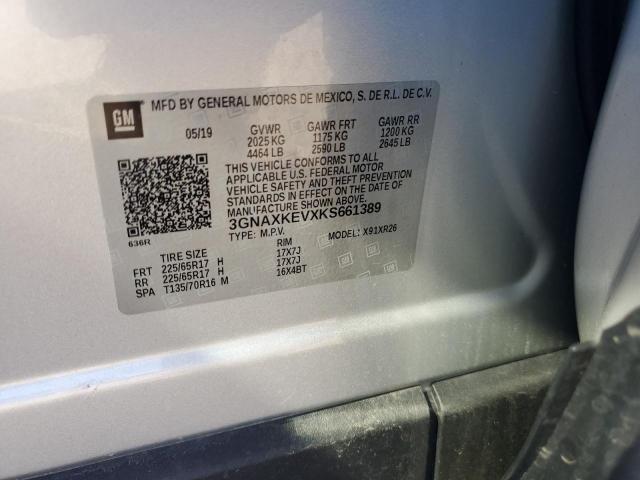 GM
MFD BY GENERAL MOTORS DE MEXICO, S. DE R.L. DE C.V.
05/19 GVWR GAWR FRT GAWR RR
2025 KG 1175 KG 1200 KG
4464 LB 2590 LB 2645 LB
THIS VEHICLE CONFORMS TO ALL
APPLICABLE U.S. FEDERAL MOTOR
VEHICLE SAFETY AND THEFT PREVENTION
STANDARDS IN EFFECT ON THE DATE OF
MANUFACTURE SHOWN ABOVE.
3GNAXKEVXKS661389
TYPE: M.P.V. MODEL: X91XR26
636R
TIRE SIZE RIM
FRT 225/65R17 H 17X7J
RR 225/65R17 H 17X7J
SPA T135/70R16 M 16X4BT